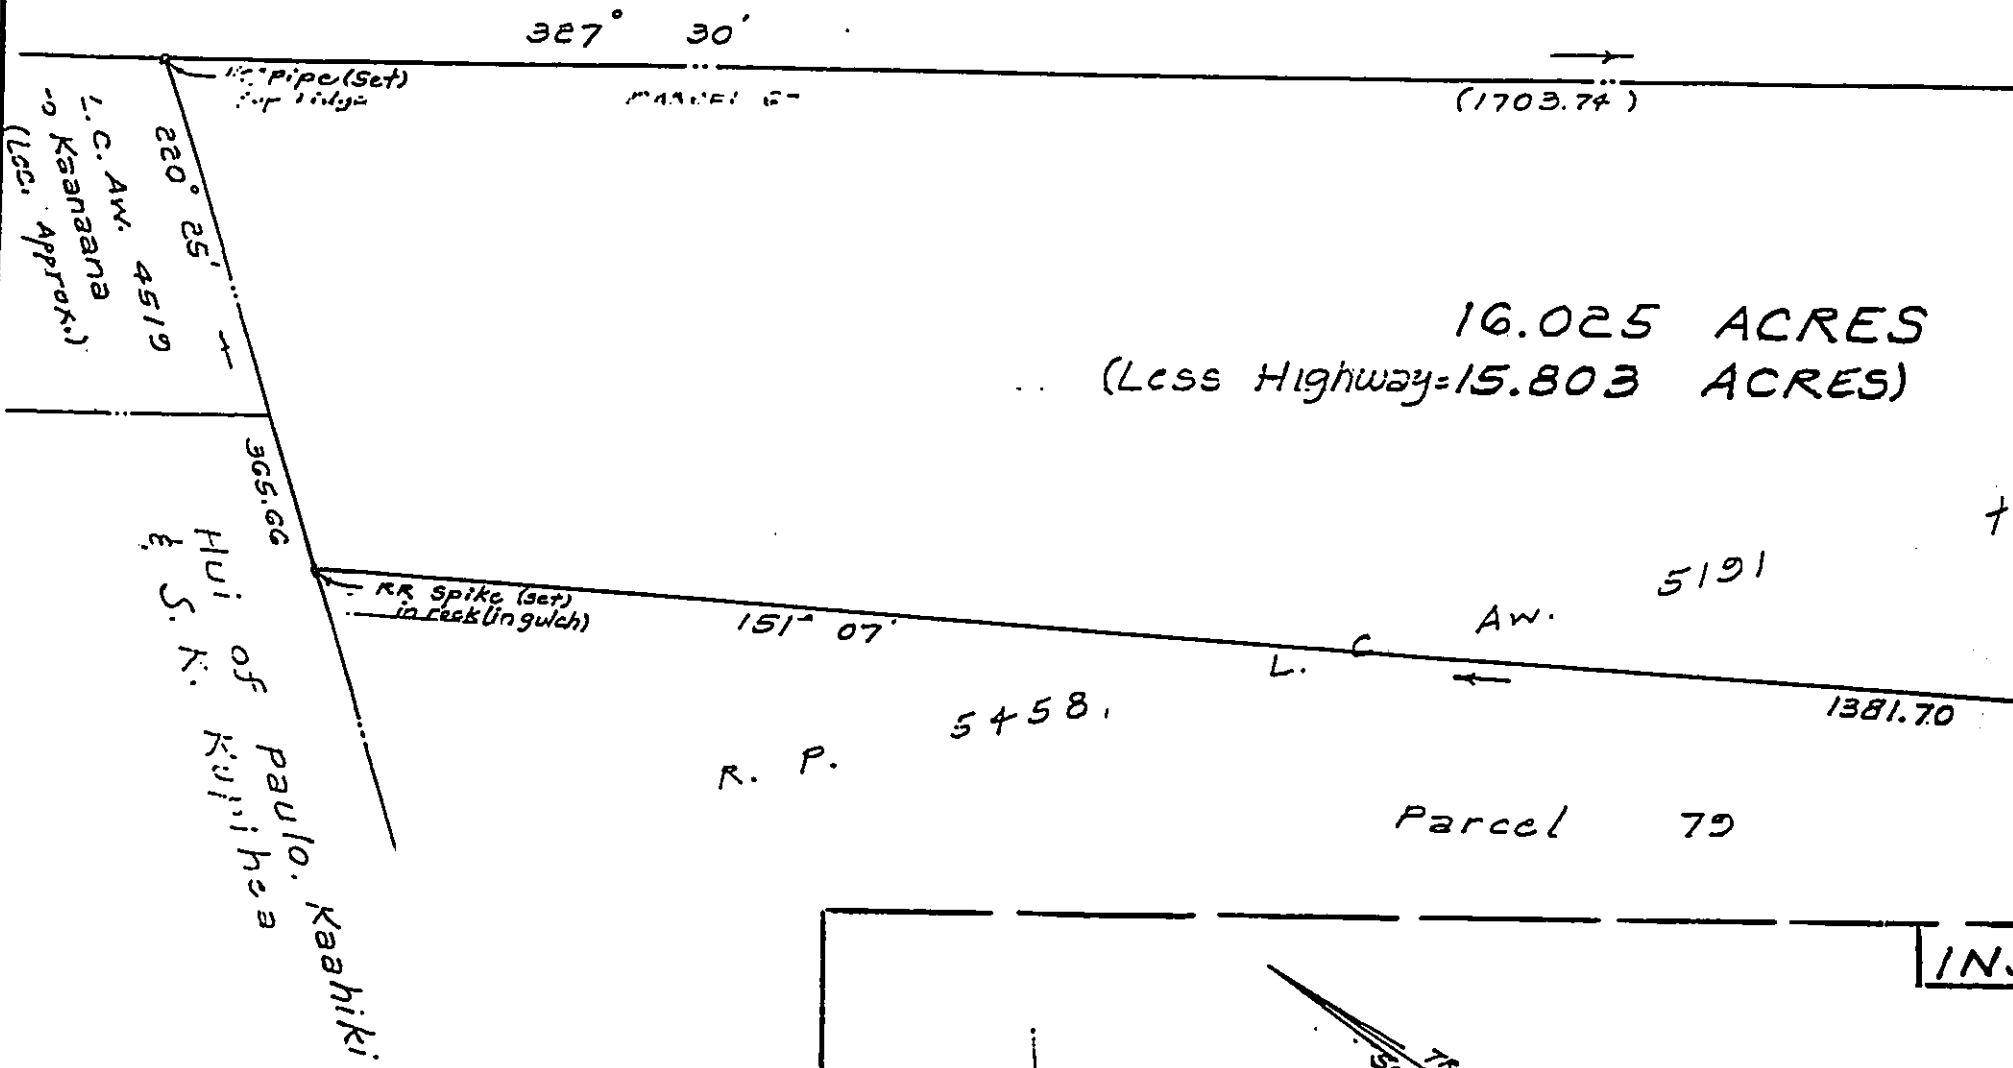 327° 30'
pipe (Set)
(1703.74)
L. C. Aw. 4519
Kaanaana
(Loc. Approx.)
220° 25'
16.025 ACRES
(Less Highway=15.803 ACRES)
365.66
RR Spike (set)
in rock (in gulch)
151° 07'
L. C. Aw. 5191
1381.70
R. P. 5458,
Hui of Paulo, Kaahiki
& S. K.
Parcel 79